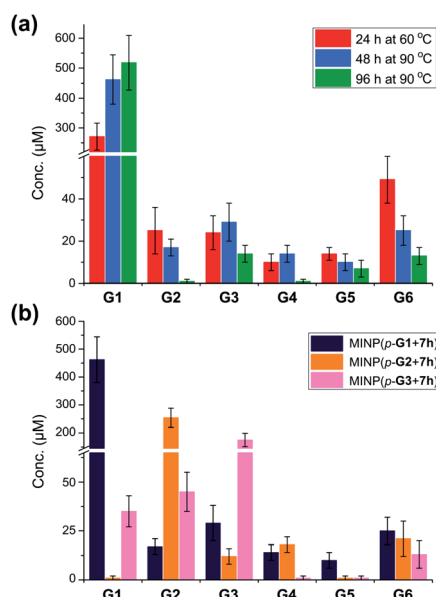 (a)
24 h at 60 °C
48 h at 90 °C
96 h at 90 °C
Conc. (µM)
600
500
400
300
40
20
0
G1 G2 G3 G4 G5 G6
(b)
MINP(p-G1+7h)
MINP(p-G2+7h)
MINP(p-G3+7h)
Conc. (µM)
600
500
400
300
200
50
25
0
G1 G2 G3 G4 G5 G6